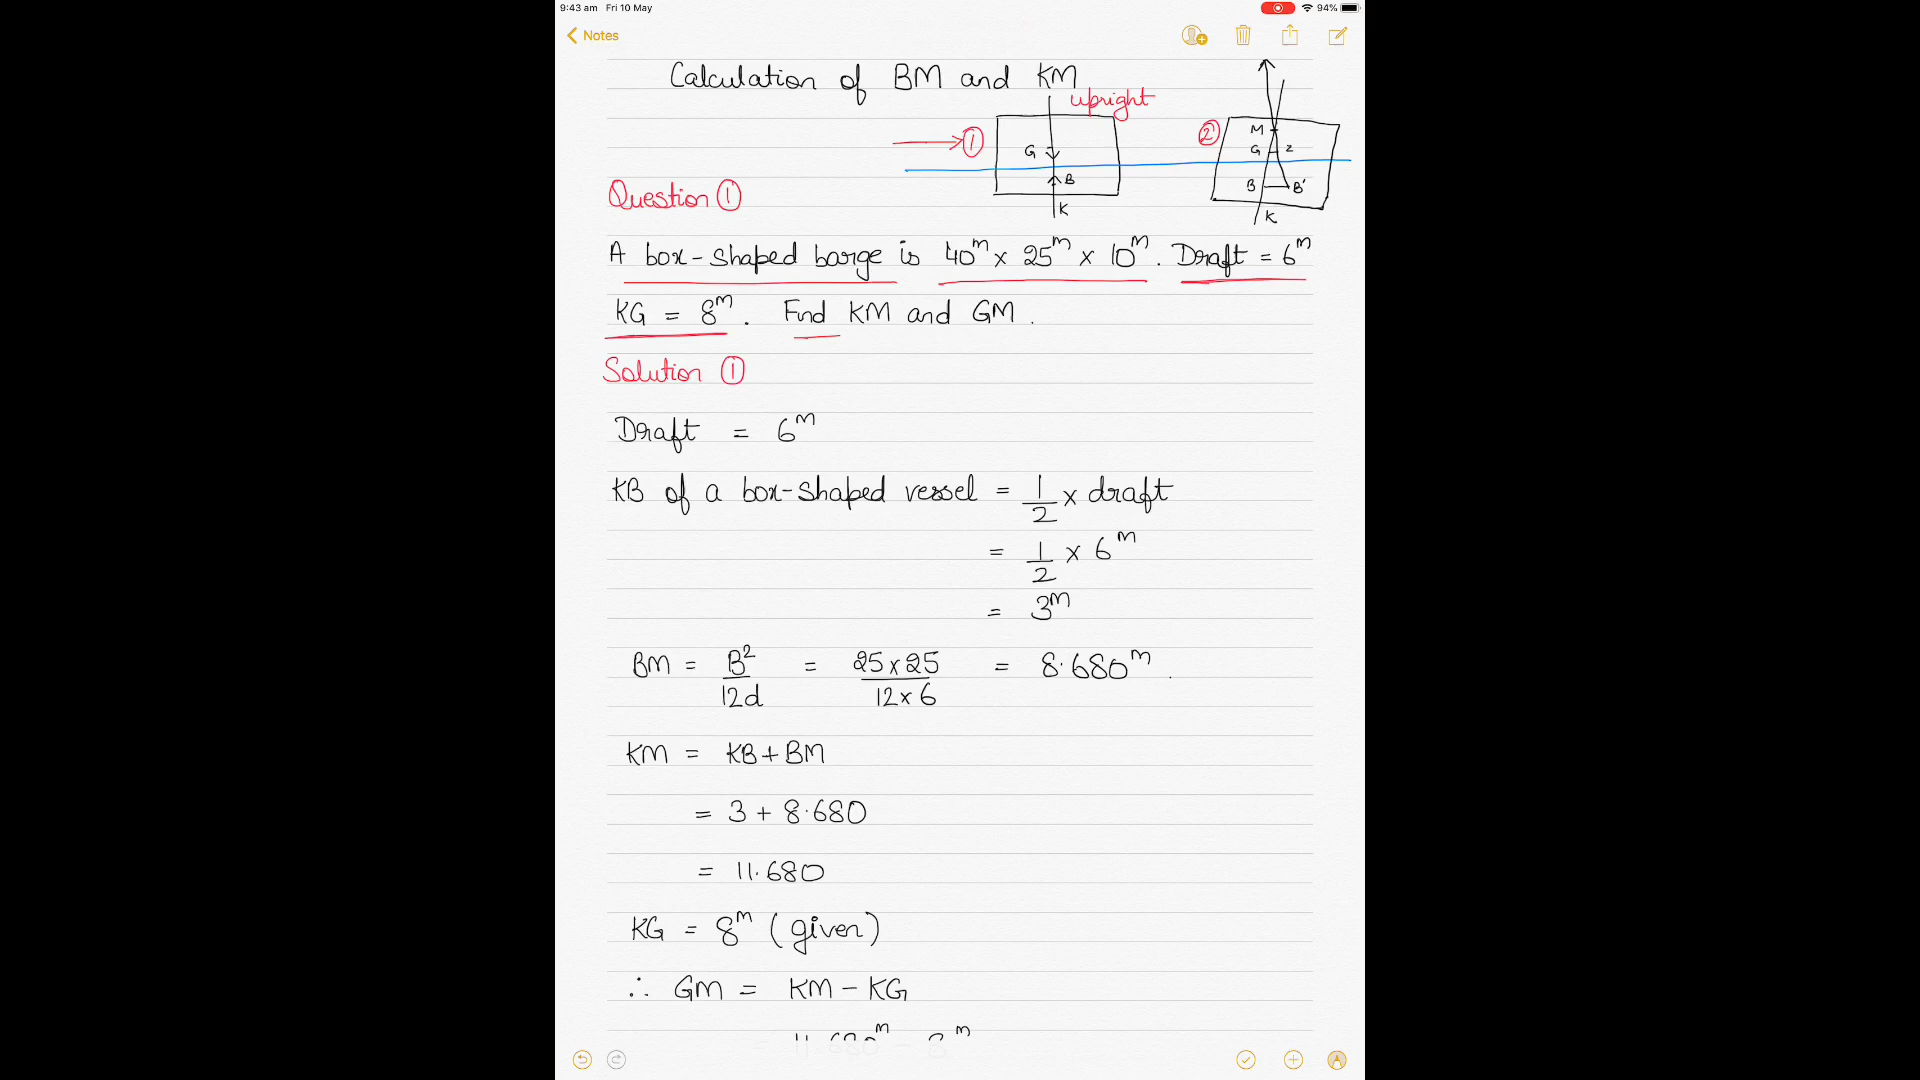 9:43 am Fri 10 May 94%
Notes
Calculation of BM and KM
upright
1
G
B
K
2
M
G Z
B B'
K
Question 1
A box-shaped barge is 40m x 25m x 10m. Draft = 6m
KG = 8m. Find KM and GM.
Solution 1
Draft = 6m
KB of a box-shaped vessel = 1/2 x draft
= 1/2 x 6m
= 3m
BM = B²/12d = 25x25/12x6 = 8.680m.
KM = KB+BM
= 3 + 8.680
= 11.680
KG = 8m (given)
∴ GM = KM - KG
11.680m - 8m